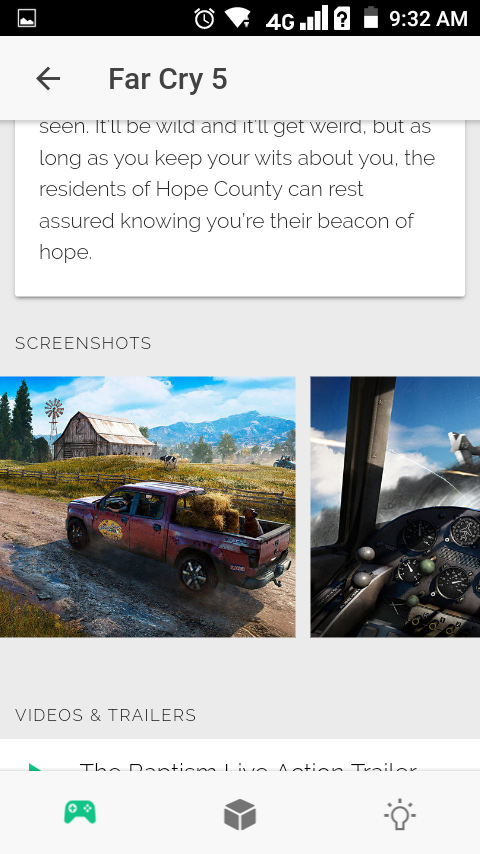 4G
9:32 AM
Far Cry 5
seen. It'll be wild and it'll get weird, but as
long as you keep your wits about you, the
residents of Hope County can rest
assured knowing you're their beacon of
hope.
SCREENSHOTS
VIDEOS & TRAILERS
The Baptism Live Action Trailer